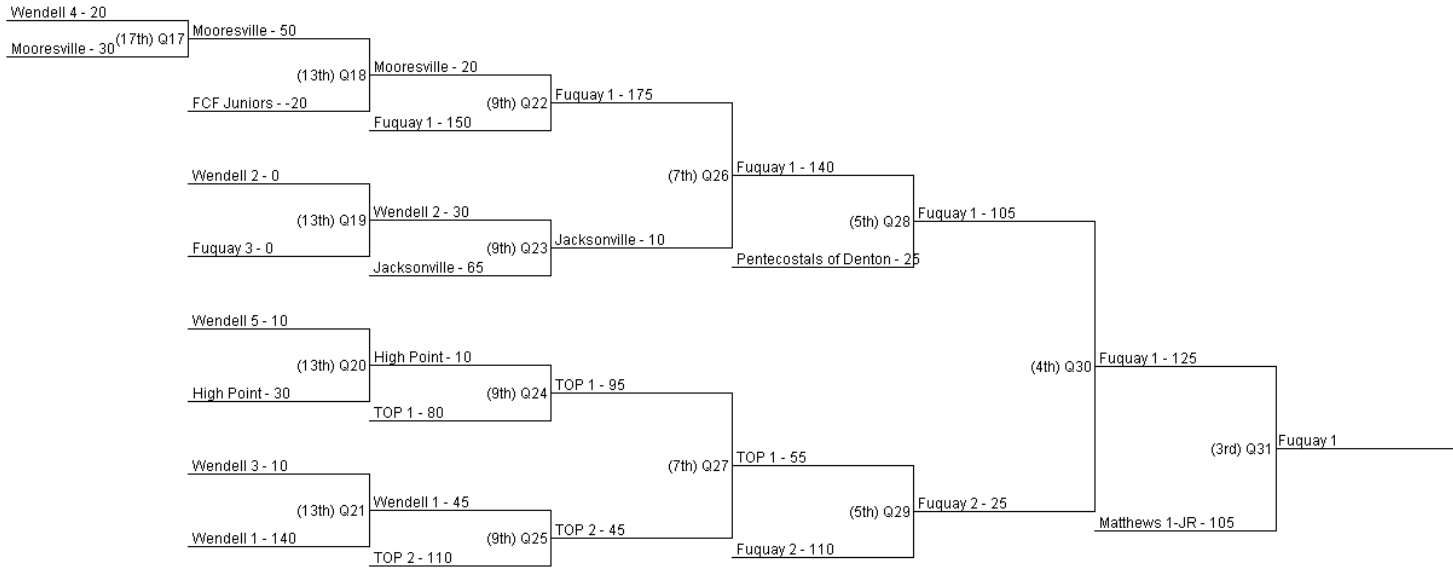 Wendell 4 - 20
Mooresville - 30
(17th) Q17
Mooresville - 50
FCF Juniors - -20
(13th) Q18
Mooresville - 20
Fuquay 1 - 150
(9th) Q22
Fuquay 1 - 175
Wendell 2 - 0
Fuquay 3 - 0
(13th) Q19
Wendell 2 - 30
Jacksonville - 65
(9th) Q23
Jacksonville - 10
(7th) Q26
Fuquay 1 - 140
Pentecostals of Denton - 25
(5th) Q28
Fuquay 1 - 105
Wendell 5 - 10
High Point - 30
(13th) Q20
High Point - 10
TOP 1 - 80
(9th) Q24
TOP 1 - 95
Wendell 3 - 10
Wendell 1 - 140
(13th) Q21
Wendell 1 - 45
TOP 2 - 110
(9th) Q25
TOP 2 - 45
(7th) Q27
TOP 1 - 55
Fuquay 2 - 110
(5th) Q29
Fuquay 2 - 25
(4th) Q30
Fuquay 1 - 125
Matthews 1-JR - 105
(3rd) Q31
Fuquay 1